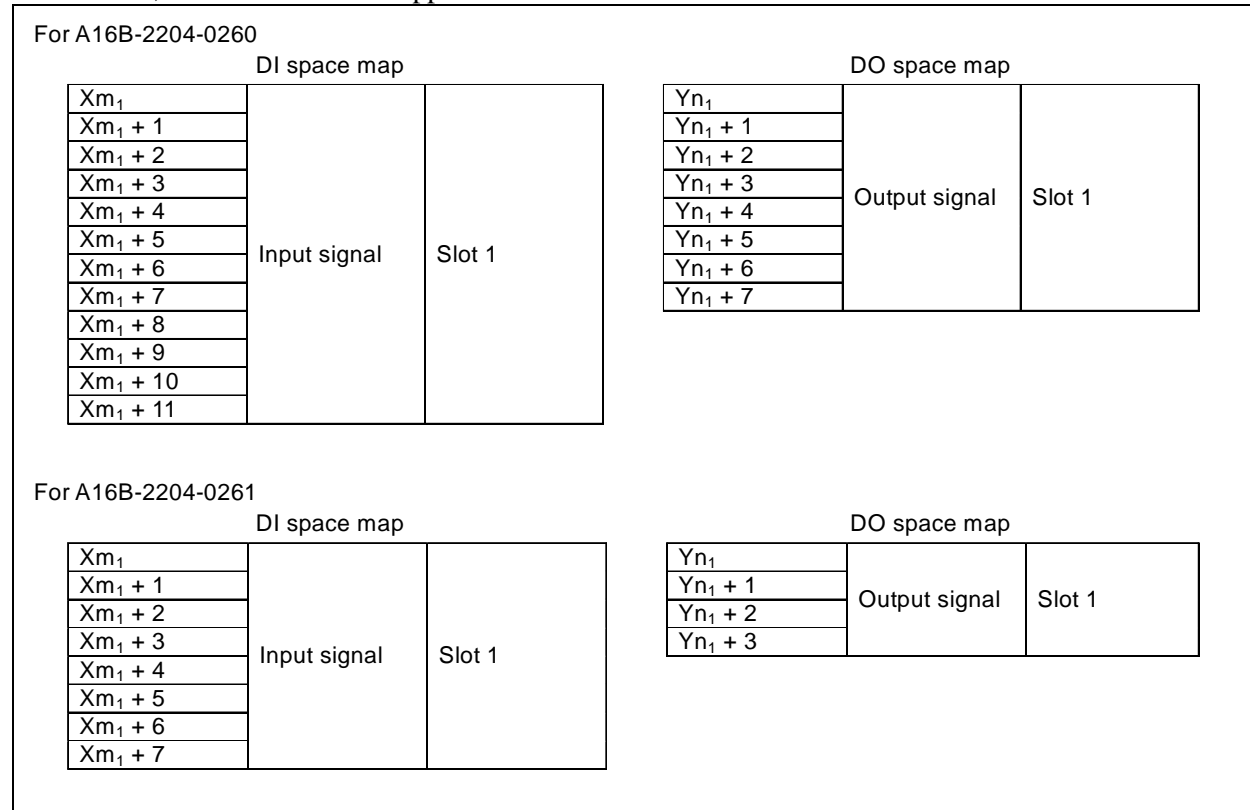 For A16B-2204-0260
DI space map
DO space map
Xm₁
Xm₁ + 1
Xm₁ + 2
Xm₁ + 3
Xm₁ + 4
Xm₁ + 5
Xm₁ + 6
Xm₁ + 7
Xm₁ + 8
Xm₁ + 9
Xm₁ + 10
Xm₁ + 11
Input signal
Slot 1
Yn₁
Yn₁ + 1
Yn₁ + 2
Yn₁ + 3
Yn₁ + 4
Yn₁ + 5
Yn₁ + 6
Yn₁ + 7
Output signal
Slot 1
For A16B-2204-0261
DI space map
DO space map
Xm₁
Xm₁ + 1
Xm₁ + 2
Xm₁ + 3
Xm₁ + 4
Xm₁ + 5
Xm₁ + 6
Xm₁ + 7
Input signal
Slot 1
Yn₁
Yn₁ + 1
Yn₁ + 2
Yn₁ + 3
Output signal
Slot 1